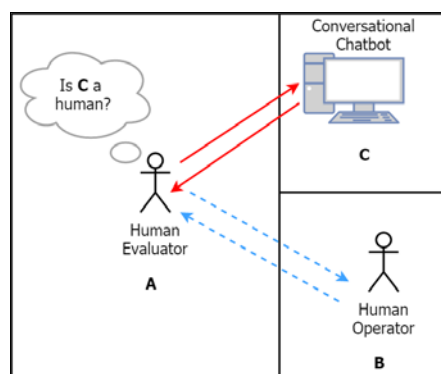 Conversational
Chatbot
Is C a
human?
C
Human
Evaluator
A
Human
Operator
B